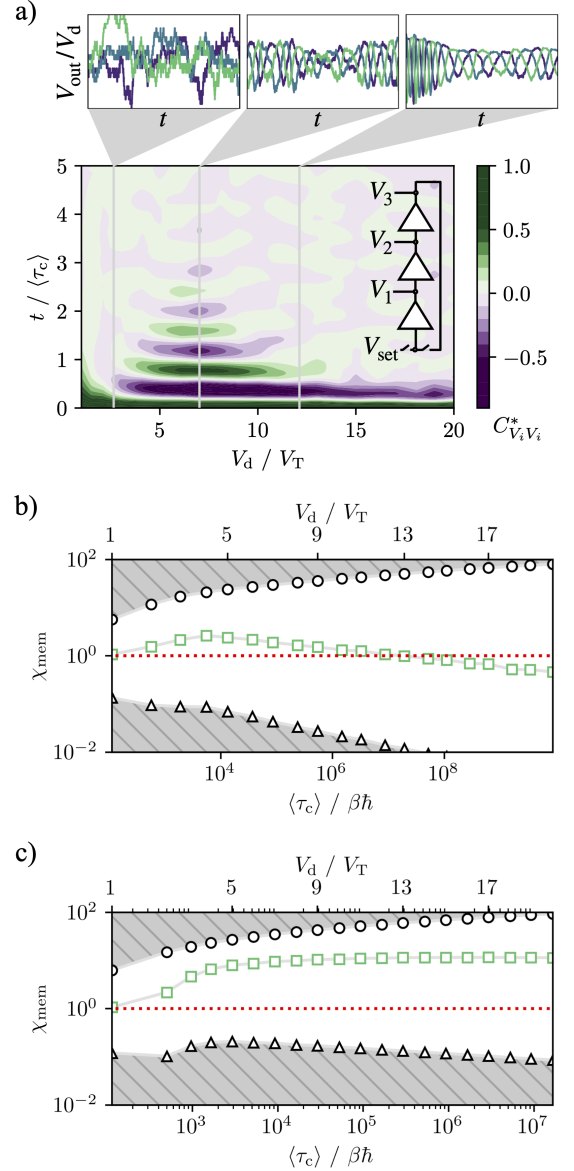 a)
V_out/V_d
t
t
t
5
4
3
2
1
0
t / ⟨τ_c⟩
V_3
V_2
V_1
V_set
1.0
0.5
0.0
−0.5
5
10
15
20
V_d / V_T
C*_{V_iV_i}
b)
V_d / V_T
1
5
9
13
17
10^2
10^0
10^−2
χ_mem
10^4
10^6
10^8
⟨τ_c⟩ / βħ
c)
V_d / V_T
1
5
9
13
17
10^2
10^0
10^−2
χ_mem
10^3
10^4
10^5
10^6
10^7
⟨τ_c⟩ / βħ